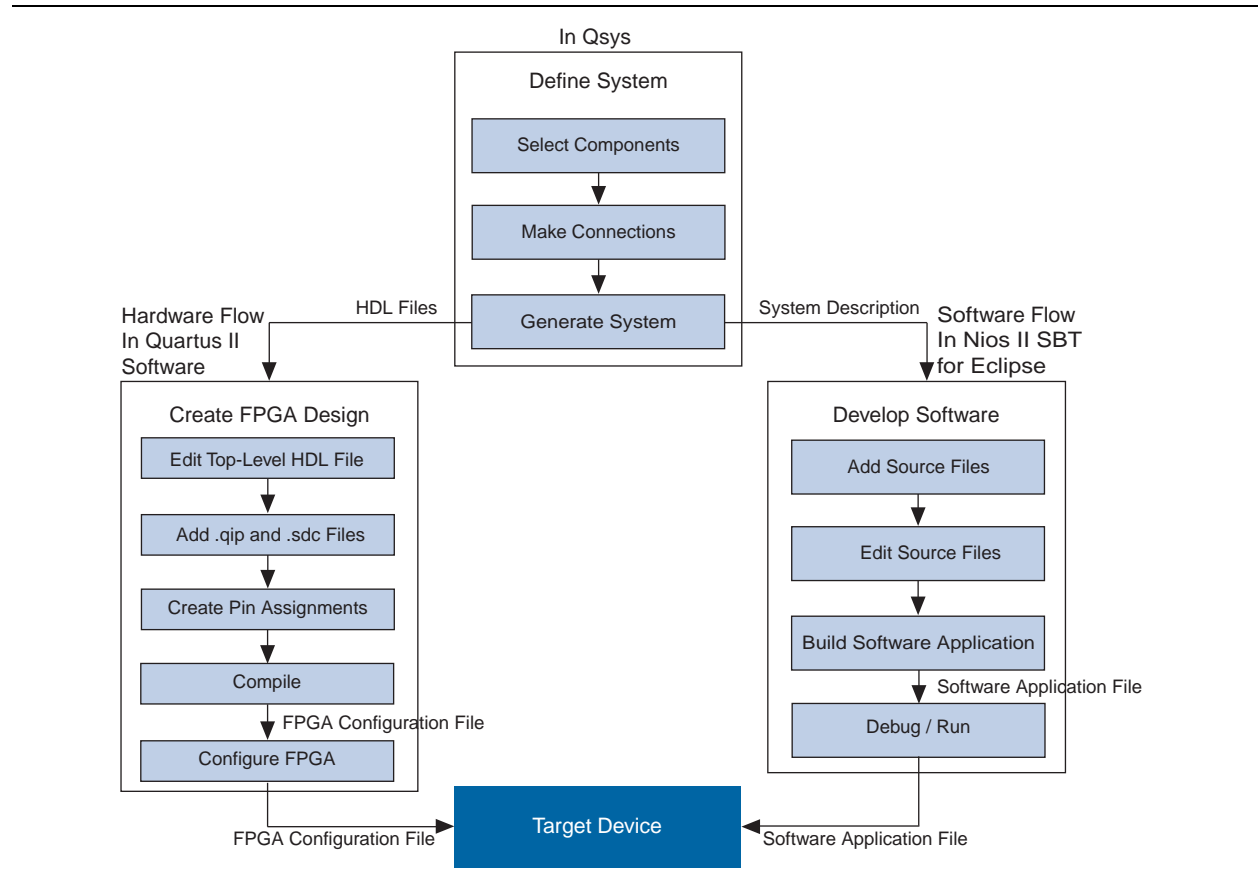 In Qsys
Define System
Select Components
Make Connections
Generate System
HDL Files
System Description
Hardware Flow
In Quartus II
Software
Software Flow
In Nios II SBT
for Eclipse
Create FPGA Design
Edit Top-Level HDL File
Add .qip and .sdc Files
Create Pin Assignments
Compile
FPGA Configuration File
Configure FPGA
FPGA Configuration File
Develop Software
Add Source Files
Edit Source Files
Build Software Application
Software Application File
Debug / Run
Software Application File
Target Device